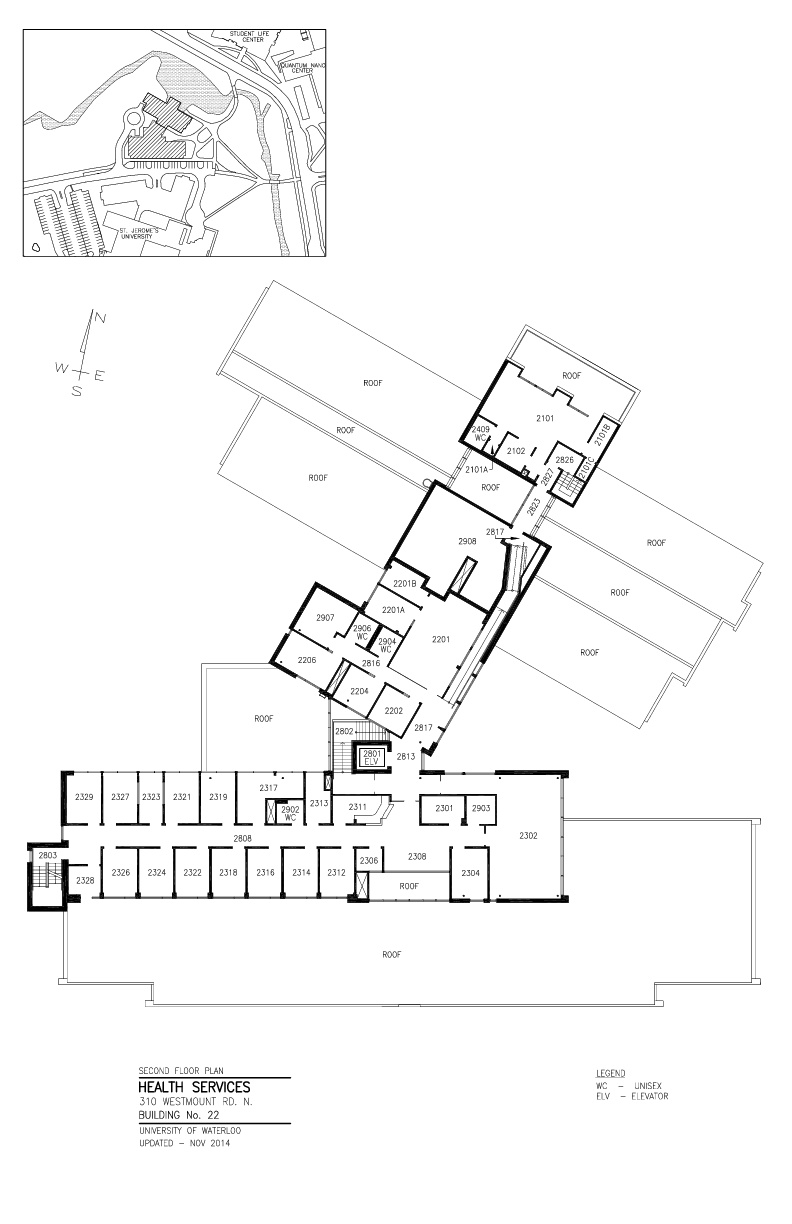 STUDENT LIFE
CENTER
QUANTUM NANO
CENTER
ST. JEROME'S
UNIVERSITY
N
W E
S
ROOF
ROOF
ROOF
ROOF
2101
2101B
2409
WC
2102
2826
2101C
2101A
2827
ROOF
2823
2817
2908
ROOF
ROOF
ROOF
2201B
2201A
2907
2906
WC
2904
WC
2201
2206
2816
2204
2202
2817
ROOF
2802
2801
ELV
2813
2329
2327
2323
2321
2319
2317
2902
WC
2313
2311
2301
2903
2808
2302
2803
2328
2326
2324
2322
2318
2316
2314
2312
2306
2308
2304
ROOF
ROOF
SECOND FLOOR PLAN
HEALTH SERVICES
310 WESTMOUNT RD. N.
BUILDING No. 22
UNIVERSITY OF WATERLOO
UPDATED – NOV 2014
LEGEND
WC – UNISEX
ELV – ELEVATOR